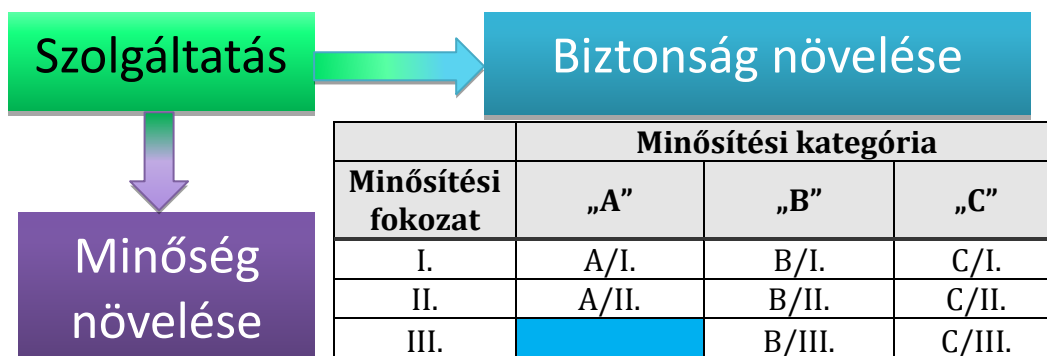 Szolgáltatás
Biztonság növelése
Minőség
növelése
Minősítési kategória
Minősítési
fokozat
„A” „B” „C”
I. A/I. B/I. C/I.
II. A/II. B/II. C/II.
III. B/III. C/III.